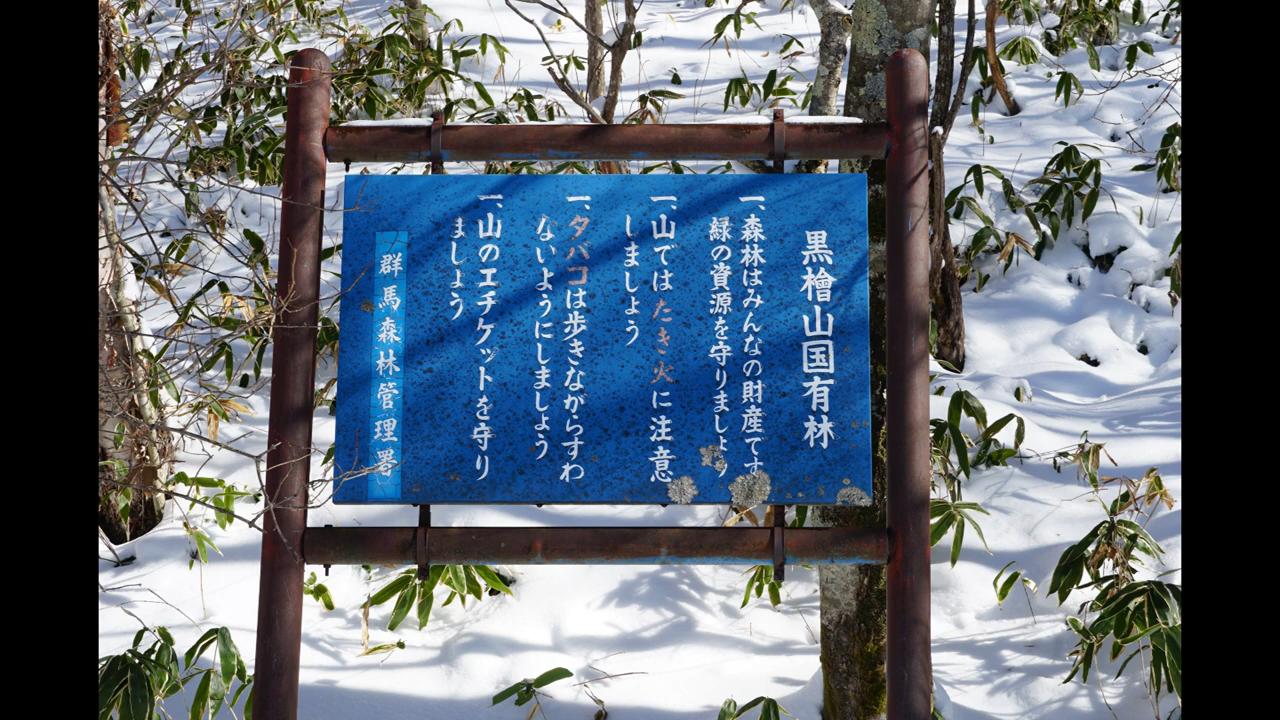 黒檜山国有林
一、森林はみんなの財産です
緑の資源を守りましょう
一、山ではたき火に注意
しましょう
一、タバコは歩きながらすわ
ないようにしましょう
一、山のエチケットを守り
ましょう
群馬森林管理署